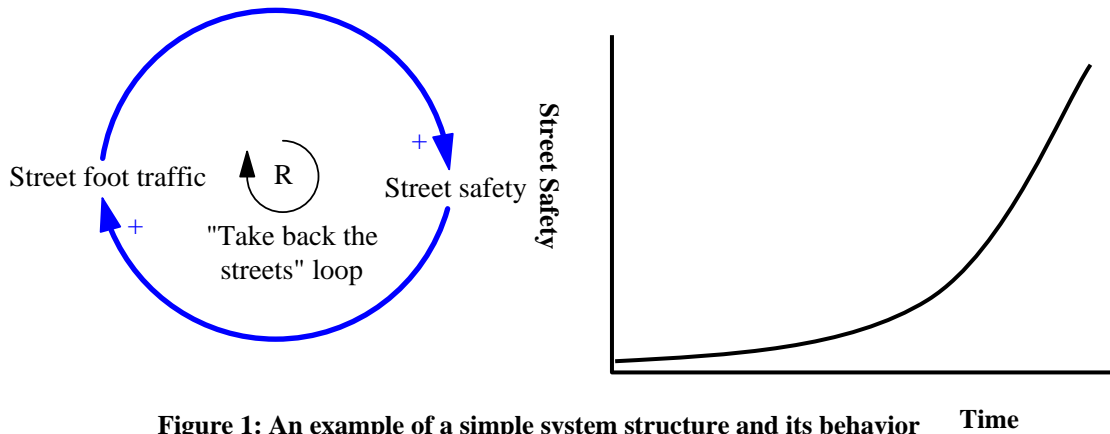 +
Street foot traffic
R
Street safety
+
"Take back the
streets" loop
Street Safety
Time
Figure 1: An example of a simple system structure and its behavior